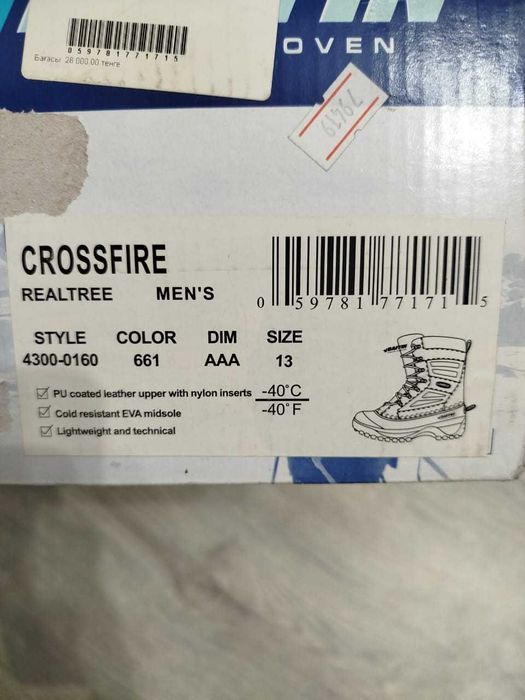 059781771715
Бағасы 28 000.00 тенге
OVEN
79419
CROSSFIRE
REALTREE MEN'S
0 59781 77171 5
STYLE COLOR DIM SIZE
4300-0160 661 AAA 13
PU coated leather upper with nylon inserts -40°C
Cold resistant EVA midsole -40°F
Lightweight and technical